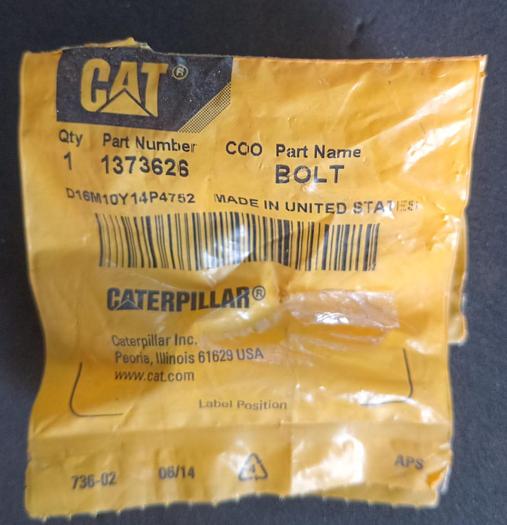 CAT®
Qty Part Number COO Part Name
1 1373626 BOLT
D16M10Y14P4752 MADE IN UNITED STATES
CATERPILLAR®
Caterpillar Inc.
Peoria, Illinois 61629 USA
www.cat.com
Label Position
736-02 06/14 4 APS